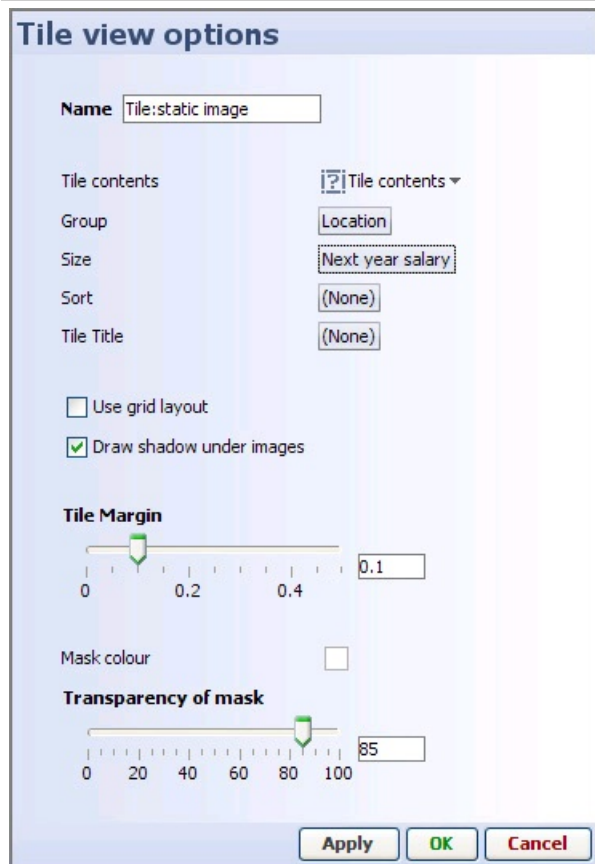 Tile view options
Name Tile:static image
Tile contents [?] Tile contents
Group Location
Size Next year salary
Sort (None)
Tile Title (None)
Use grid layout
Draw shadow under images
Tile Margin
0.1
0 0.2 0.4
Mask colour
Transparency of mask
85
0 20 40 60 80 100
Apply OK Cancel